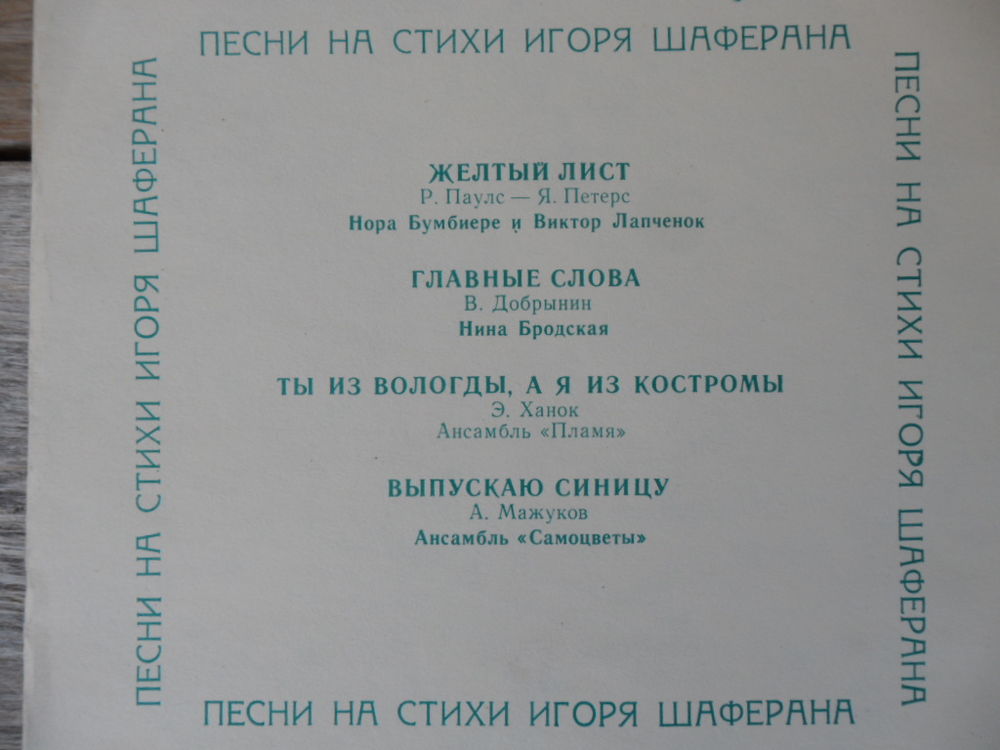 ПЕСНИ НА СТИХИ ИГОРЯ ШАФЕРАНА
ПЕСНИ НА СТИХИ ИГОРЯ ШАФЕРАНА
ПЕСНИ НА СТИХИ ИГОРЯ ШАФЕРАНА
ЖЕЛТЫЙ ЛИСТ
Р. Паулс — Я. Петерс
Нора Бумбиере и Виктор Лапченок
ГЛАВНЫЕ СЛОВА
В. Добрынин
Нина Бродская
ТЫ ИЗ ВОЛОГДЫ, А Я ИЗ КОСТРОМЫ
Э. Ханок
Ансамбль «Пламя»
ВЫПУСКАЮ СИНИЦУ
А. Мажуков
Ансамбль «Самоцветы»
ПЕСНИ НА СТИХИ ИГОРЯ ШАФЕРАНА